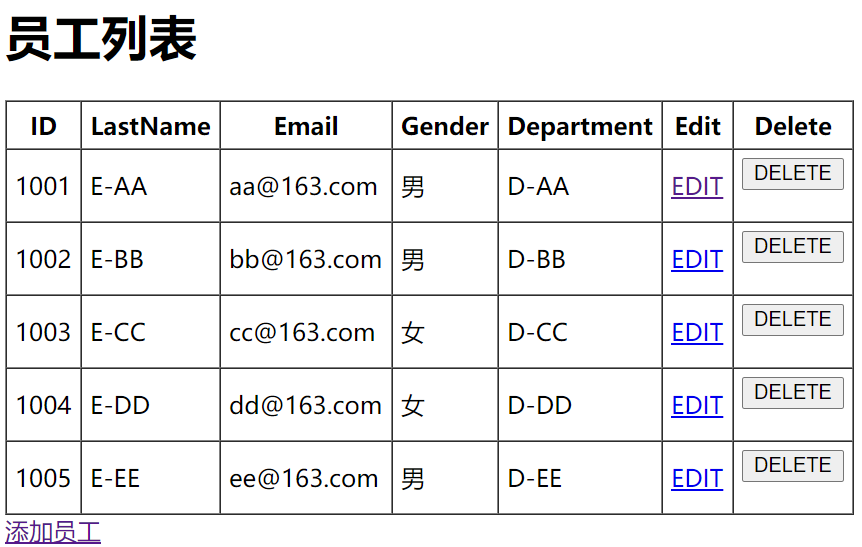 员工列表
ID LastName Email Gender Department Edit Delete
1001 E-AA aa@163.com 男 D-AA EDIT DELETE
1002 E-BB bb@163.com 男 D-BB EDIT DELETE
1003 E-CC cc@163.com 女 D-CC EDIT DELETE
1004 E-DD dd@163.com 女 D-DD EDIT DELETE
1005 E-EE ee@163.com 男 D-EE EDIT DELETE
添加员工